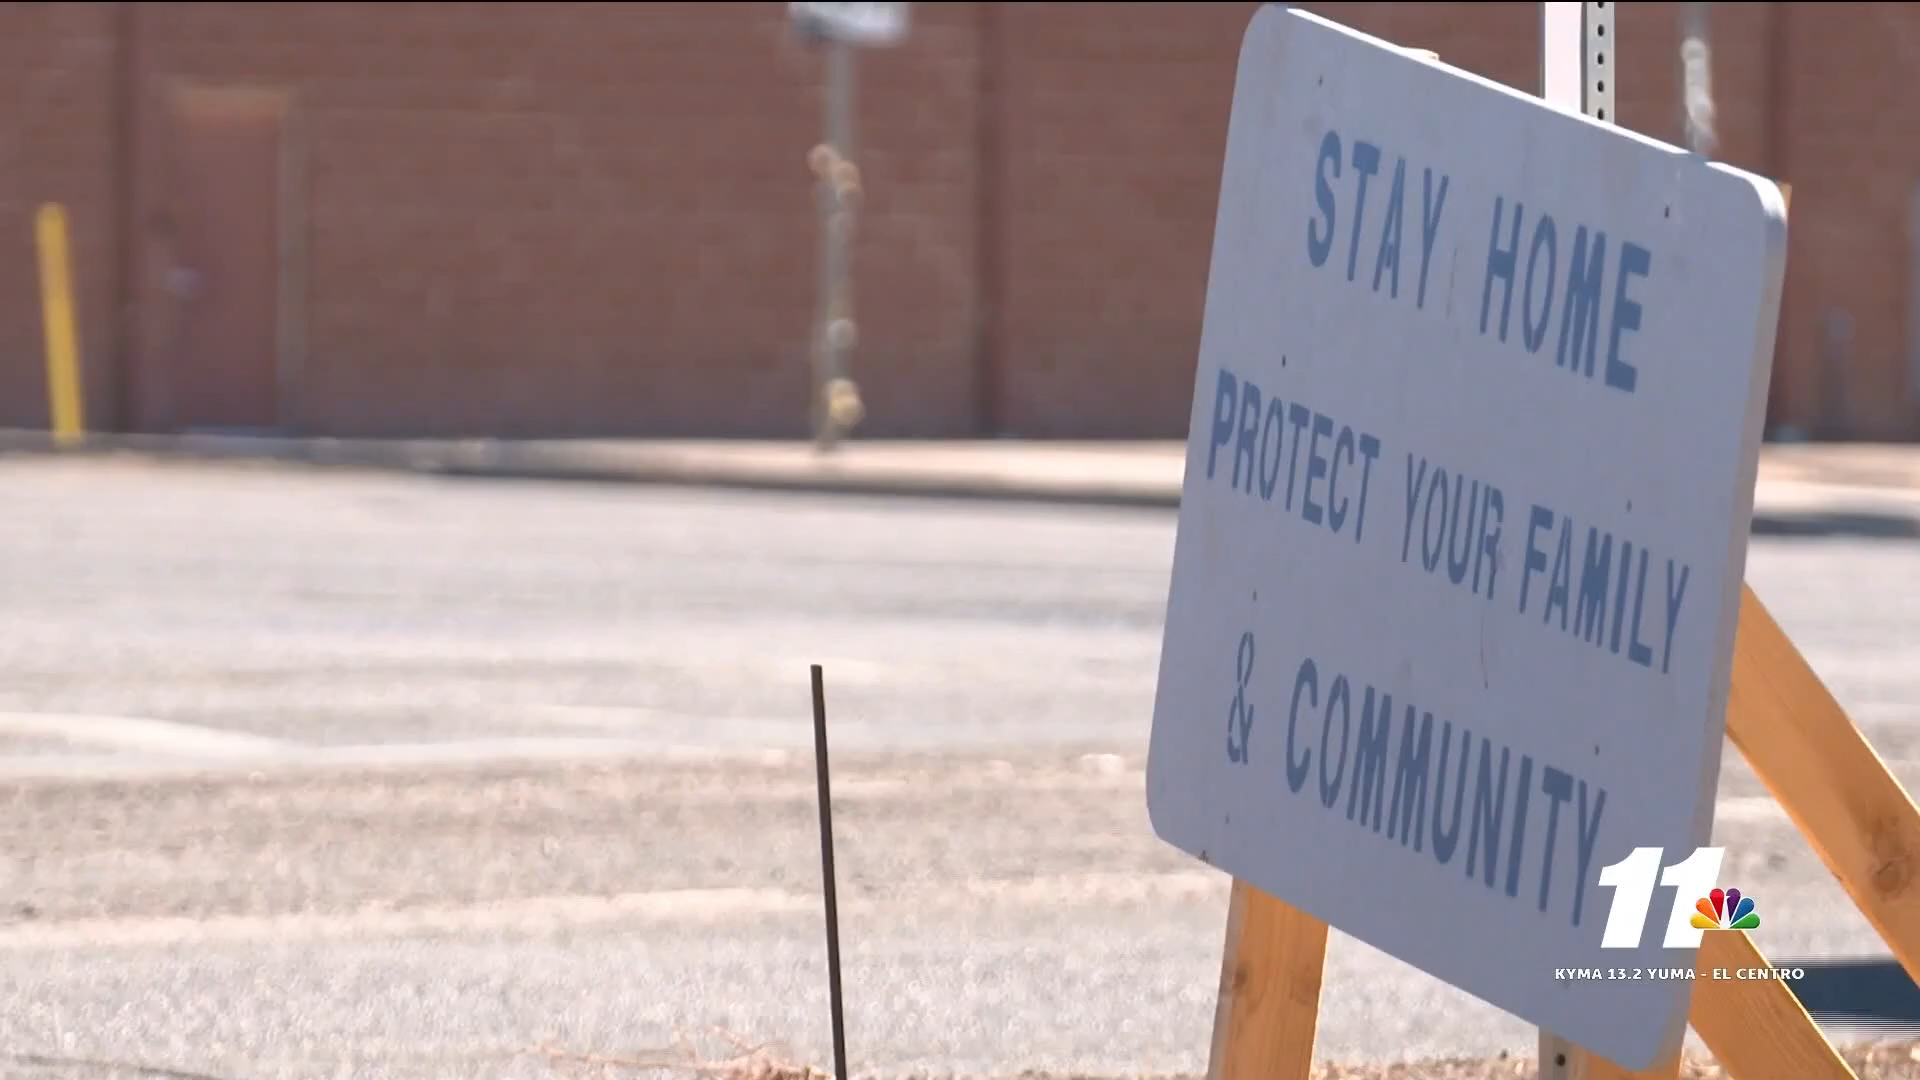 STAY HOME
PROTECT YOUR FAMILY
& COMMUNITY
11
KYMA 13.2 YUMA - EL CENTRO